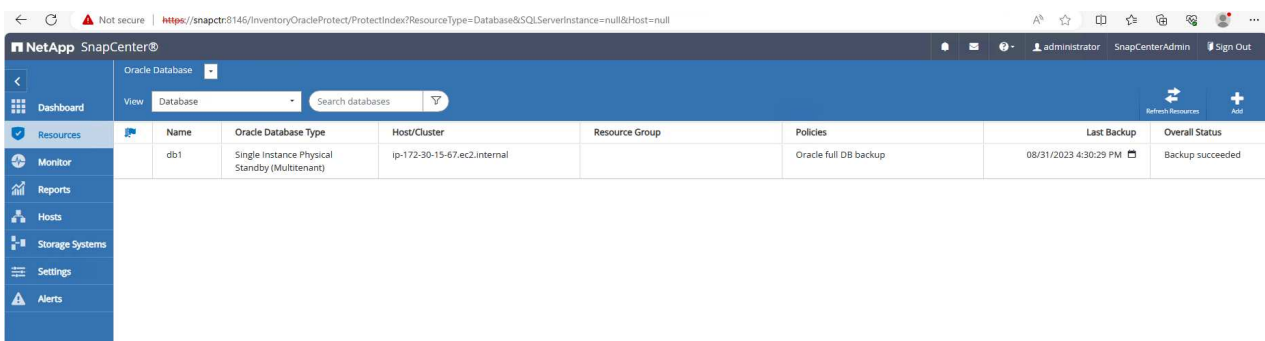 Not secure | https://snapctr:8146/InventoryOracleProtect/ProtectIndex?ResourceType=Database&SQLServerInstance=null&Host=null
NetApp SnapCenter®
administrator SnapCenterAdmin Sign Out
Oracle Database
View Database Search databases
Refresh Resources Add
Dashboard
Resources
Monitor
Reports
Hosts
Storage Systems
Settings
Alerts
Name Oracle Database Type Host/Cluster Resource Group Policies Last Backup Overall Status
db1 Single Instance Physical ip-172-30-15-67.ec2.internal Oracle full DB backup 08/31/2023 4:30:29 PM Backup succeeded
Standby (Multitenant)